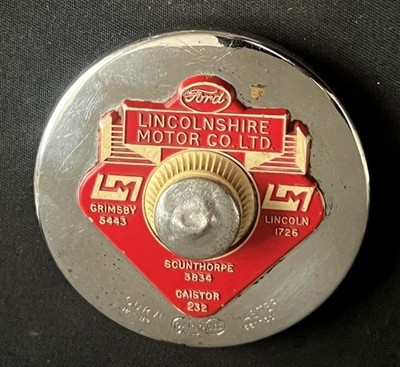 Ford
LINCOLNSHIRE
MOTOR CO. LTD.
LM
LM
GRIMSBY
5443
LINCOLN
1726
SCUNTHORPE
3834
CAISTOR
232